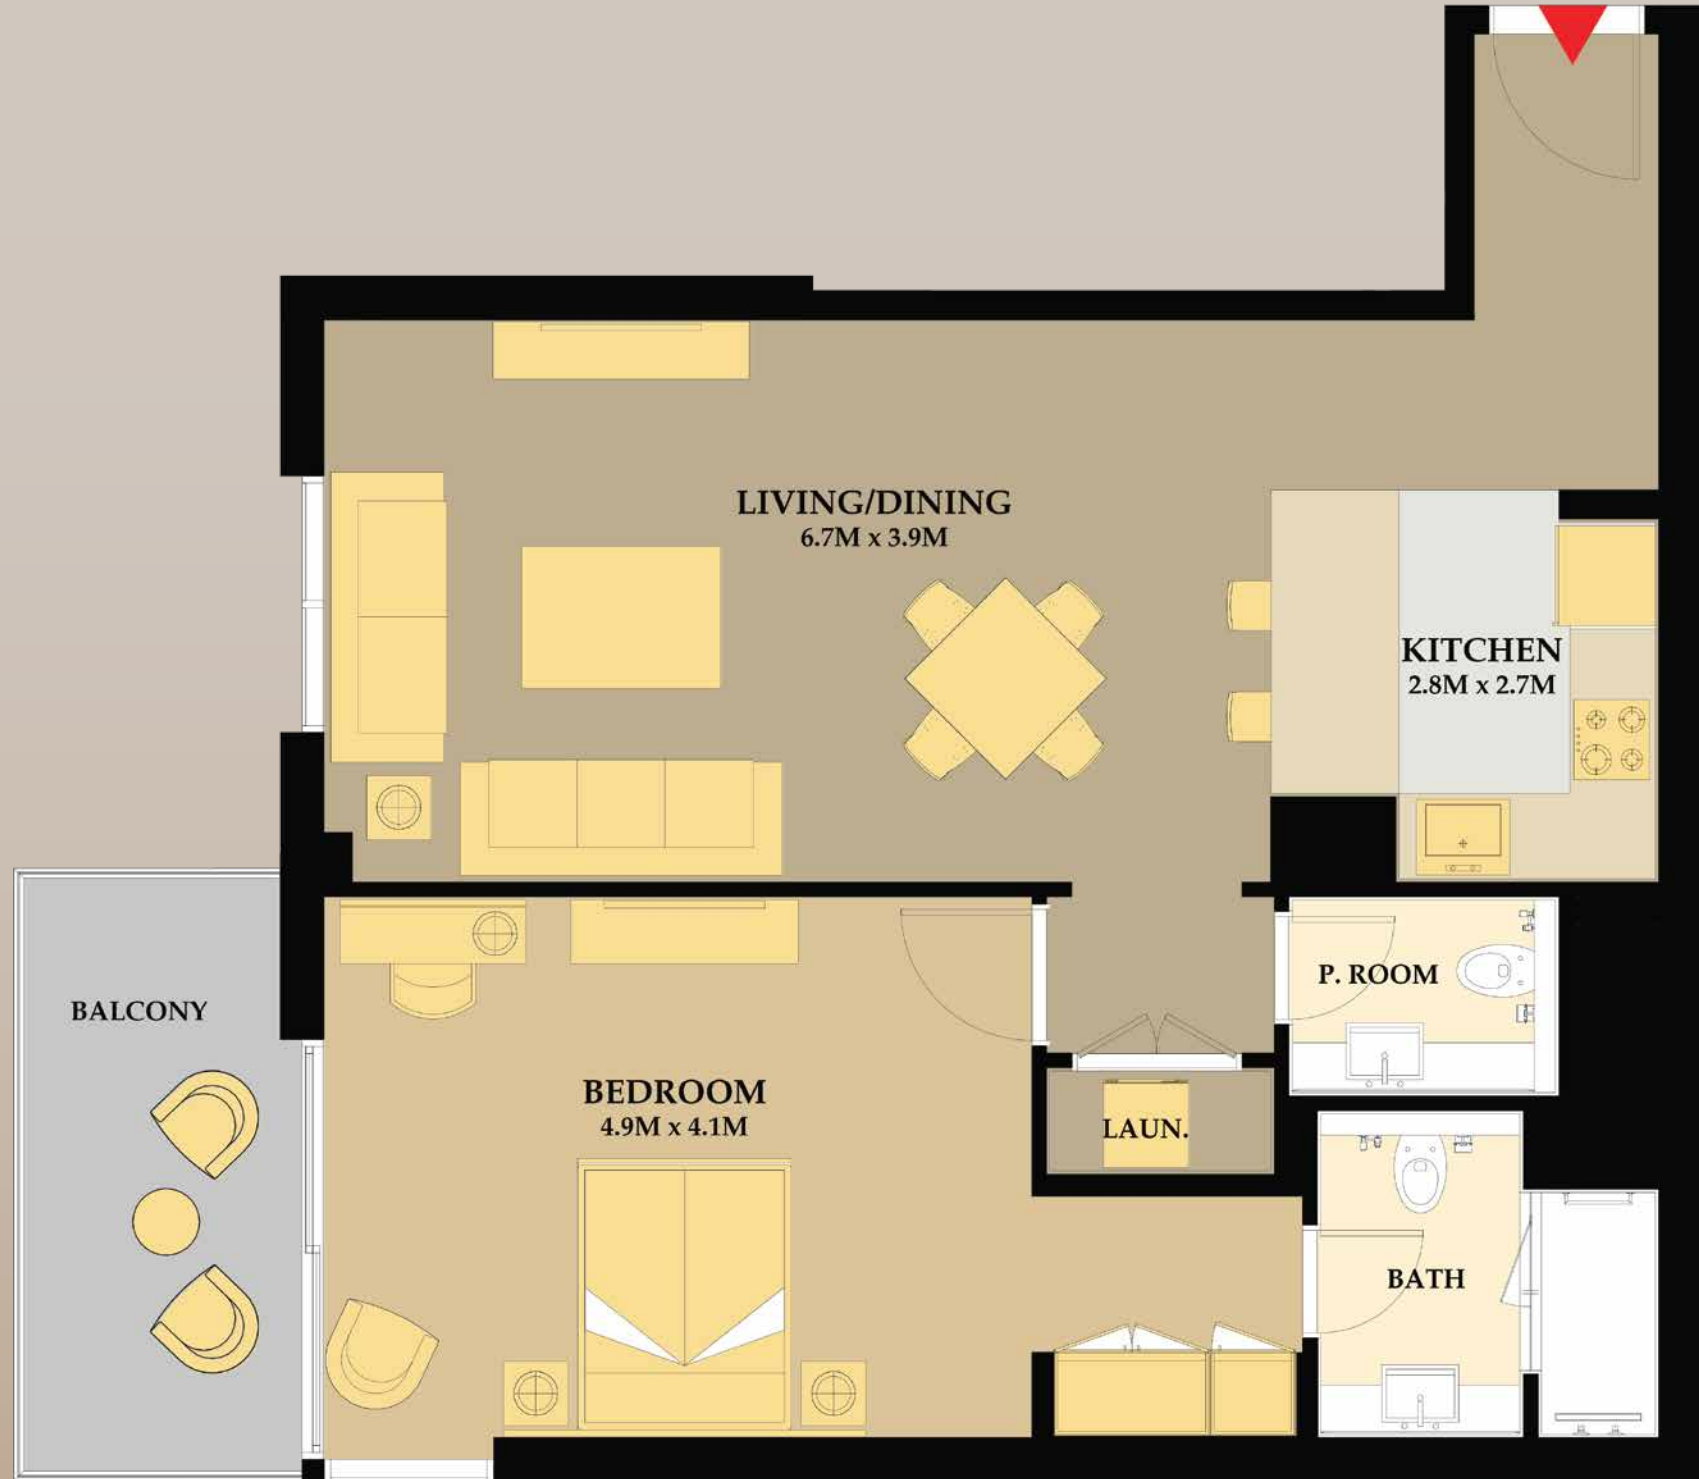 LIVING/DINING
6.7M x 3.9M
KITCHEN
2.8M x 2.7M
P. ROOM
BALCONY
BEDROOM
4.9M x 4.1M
LAUN.
BATH